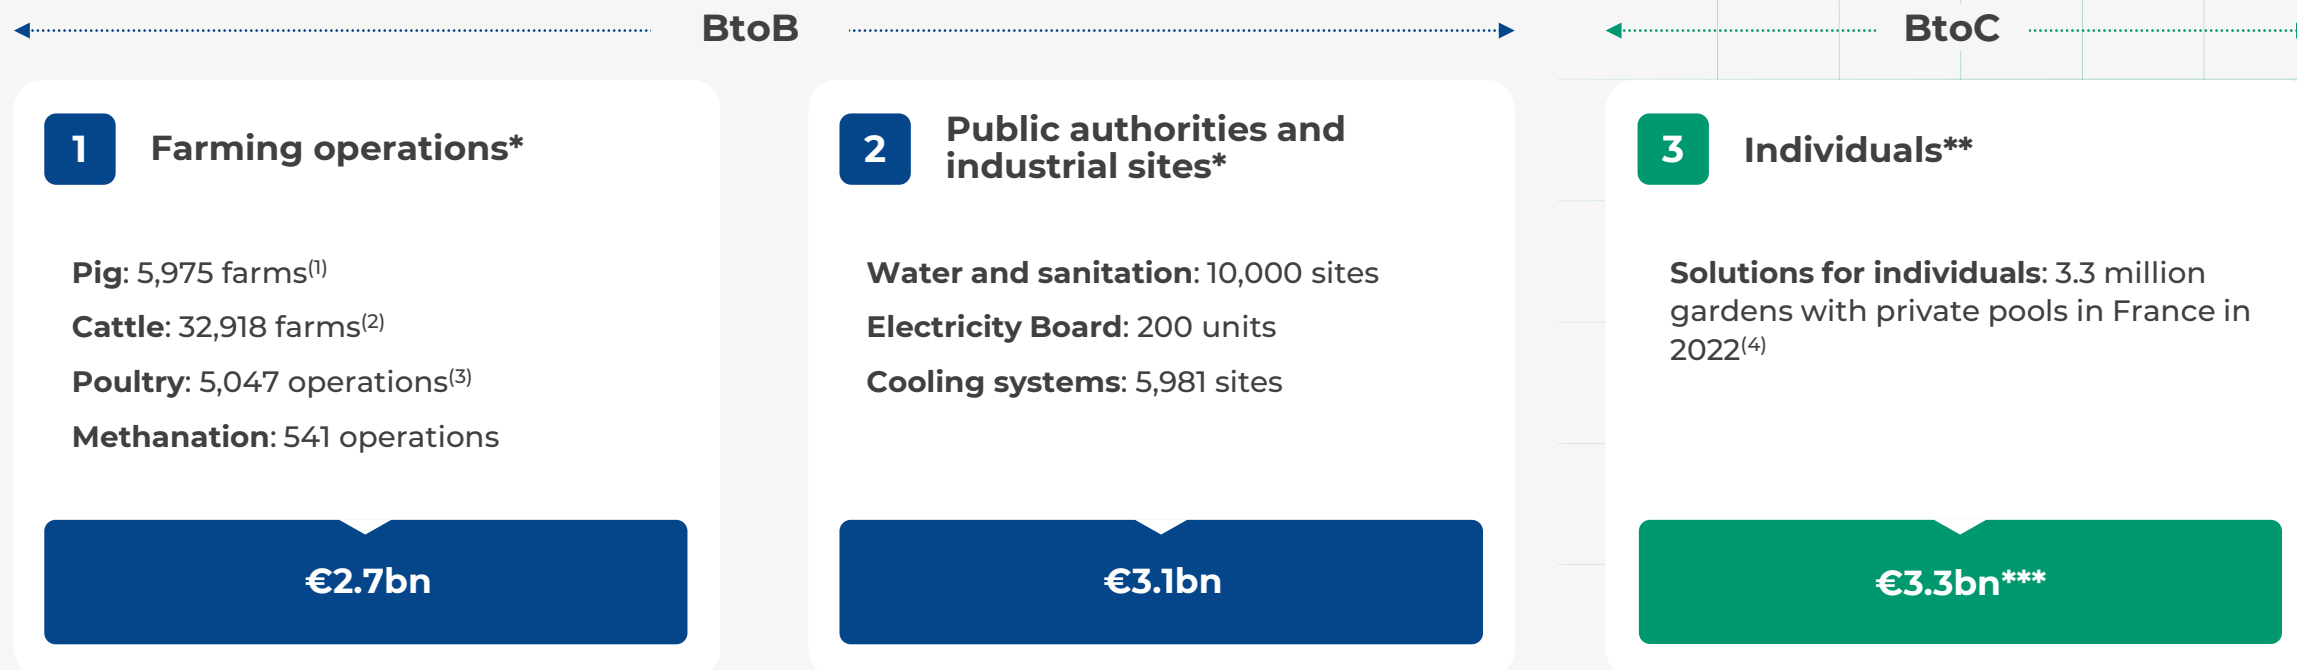 BtoB
BtoC
1
Farming operations*
Pig: 5,975 farms(1)
Cattle: 32,918 farms(2)
Poultry: 5,047 operations(3)
Methanation: 541 operations
€2.7bn
2
Public authorities and
industrial sites*
Water and sanitation: 10,000 sites
Electricity Board: 200 units
Cooling systems: 5,981 sites
€3.1bn
3
Individuals**
Solutions for individuals: 3.3 million
gardens with private pools in France in
2022(4)
€3.3bn***